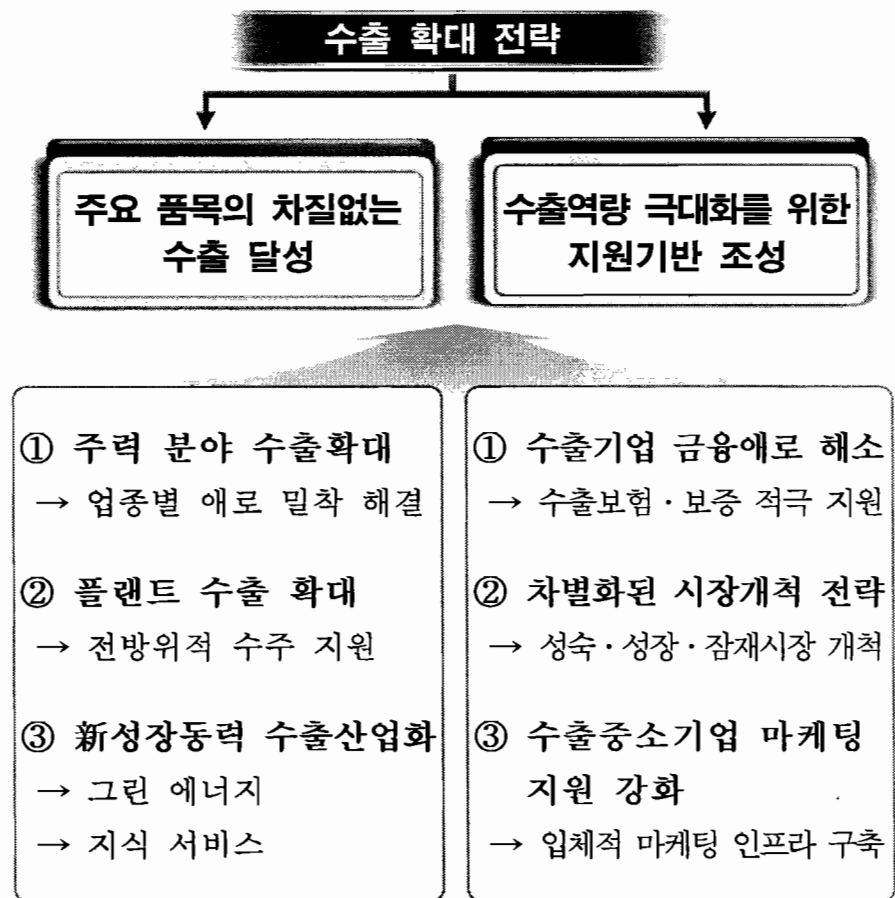 수출 확대 전략
주요 품목의 차질없는
수출 달성
수출역량 극대화를 위한
지원기반 조성
① 주력 분야 수출확대
→ 업종별 애로 밀착 해결
② 플랜트 수출 확대
→ 전방위적 수주 지원
③ 新성장동력 수출산업화
→ 그린 에너지
→ 지식 서비스
① 수출기업 금융애로 해소
→ 수출보험·보증 적극 지원
② 차별화된 시장개척 전략
→ 성숙·성장·잠재시장 개척
③ 수출중소기업 마케팅
지원 강화
→ 입체적 마케팅 인프라 구축